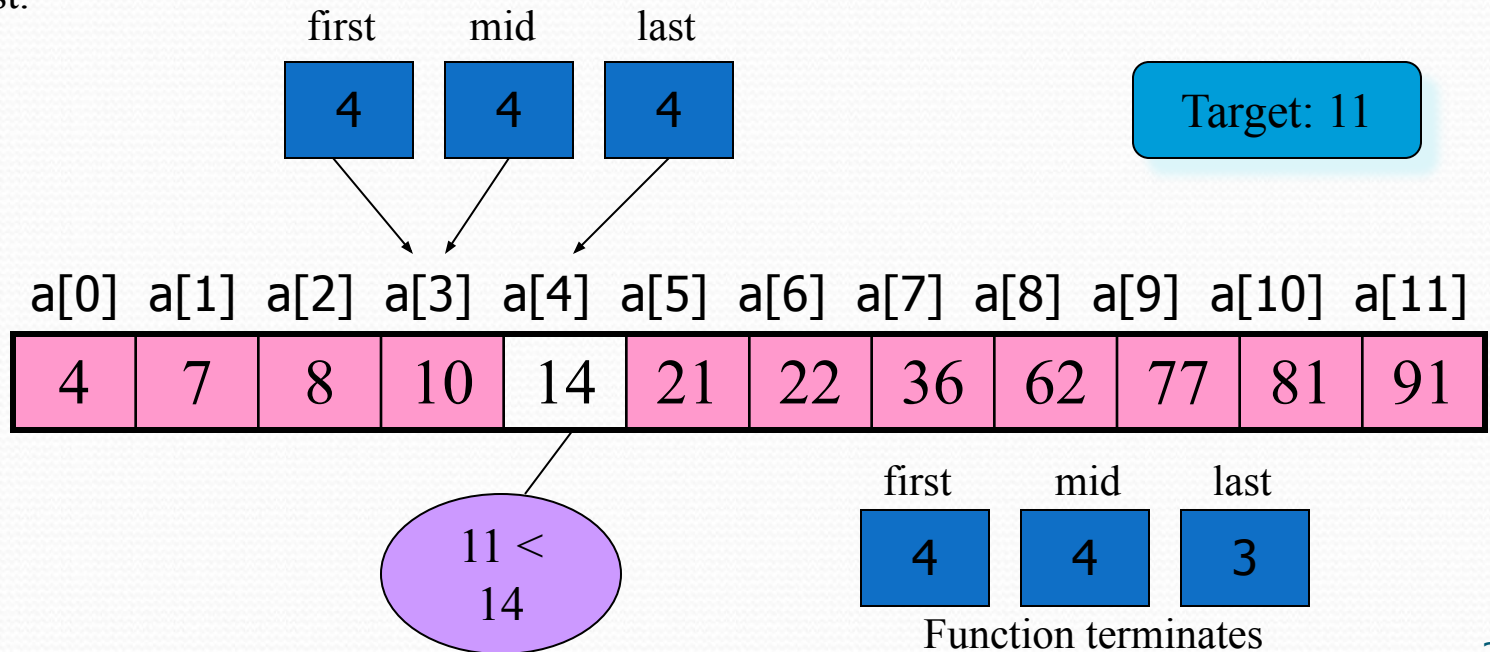 first mid last
4 4 4
Target: 11
a[0] a[1] a[2] a[3] a[4] a[5] a[6] a[7] a[8] a[9] a[10] a[11]
4 7 8 10 14 21 22 36 62 77 81 91
11 <
14
first mid last
4 4 3
Function terminates